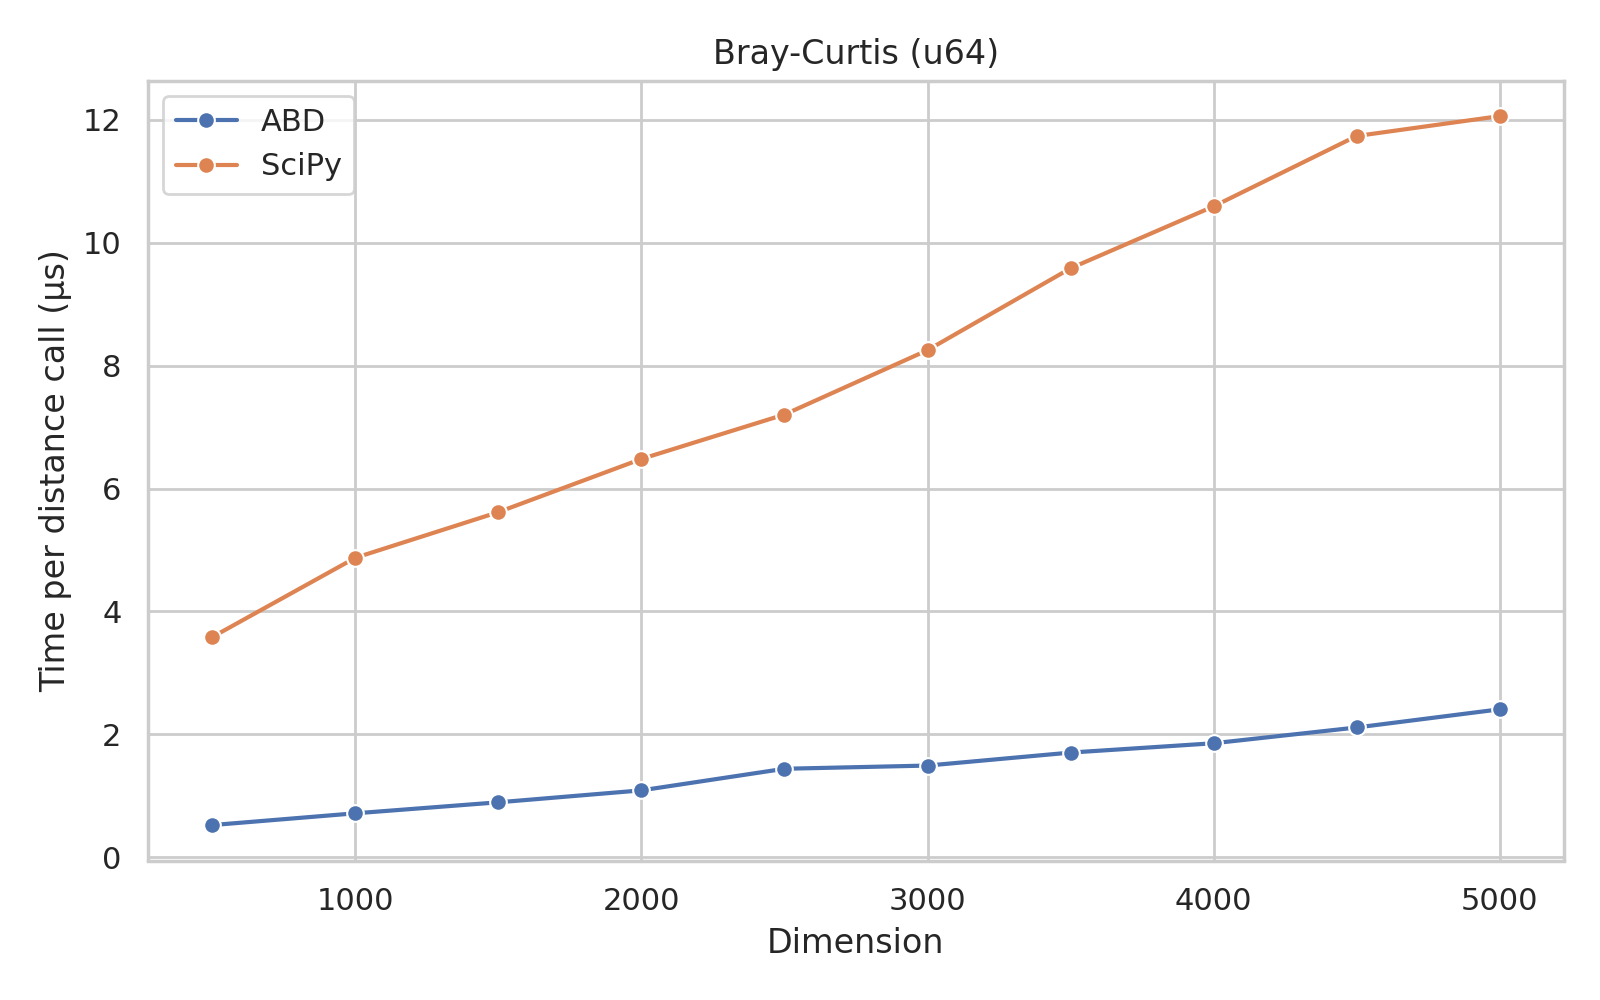 Bray-Curtis (u64)
ABD
SciPy
12
10
8
6
4
2
0
Time per distance call (µs)
1000
2000
3000
4000
5000
Dimension